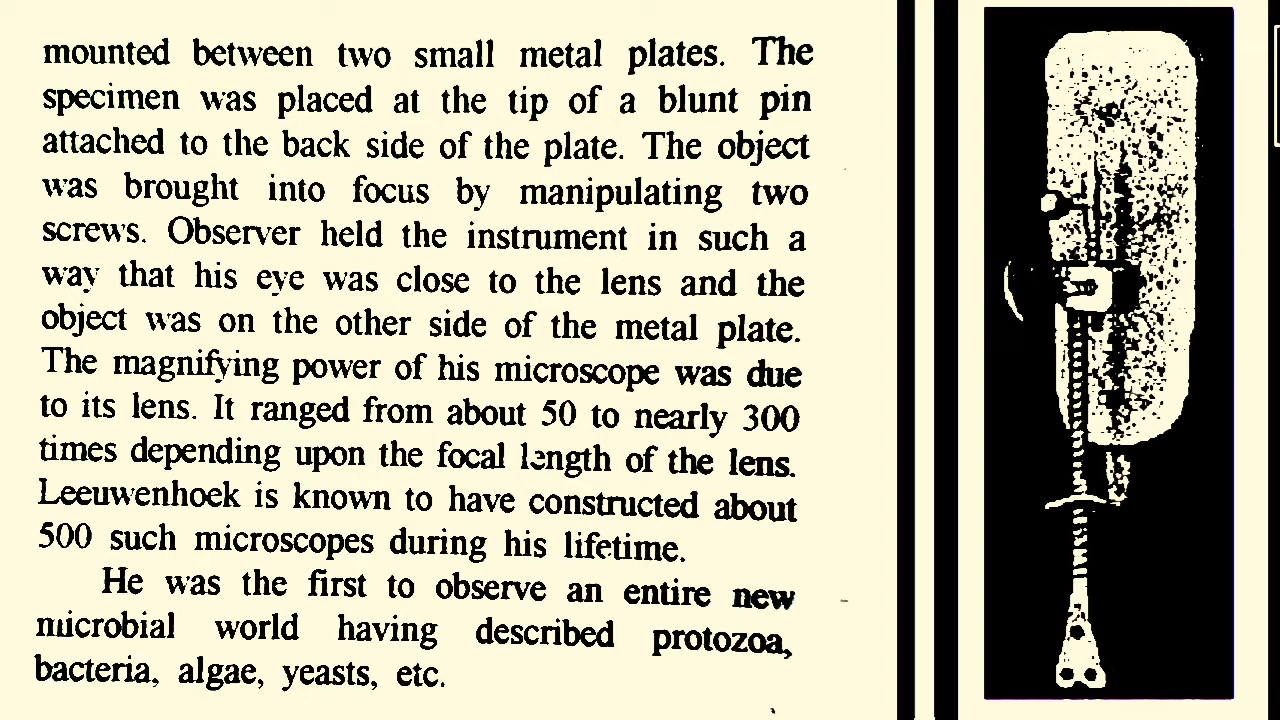 mounted between two small metal plates. The
specimen was placed at the tip of a blunt pin
attached to the back side of the plate. The object
was brought into focus by manipulating two
screws. Observer held the instrument in such a
way that his eye was close to the lens and the
object was on the other side of the metal plate.
The magnifying power of his microscope was due
to its lens. It ranged from about 50 to nearly 300
times depending upon the focal length of the lens.
Leeuwenhoek is known to have constructed about
500 such microscopes during his lifetime.
He was the first to observe an entire new
microbial world having described protozoa,
bacteria, algae, yeasts, etc.